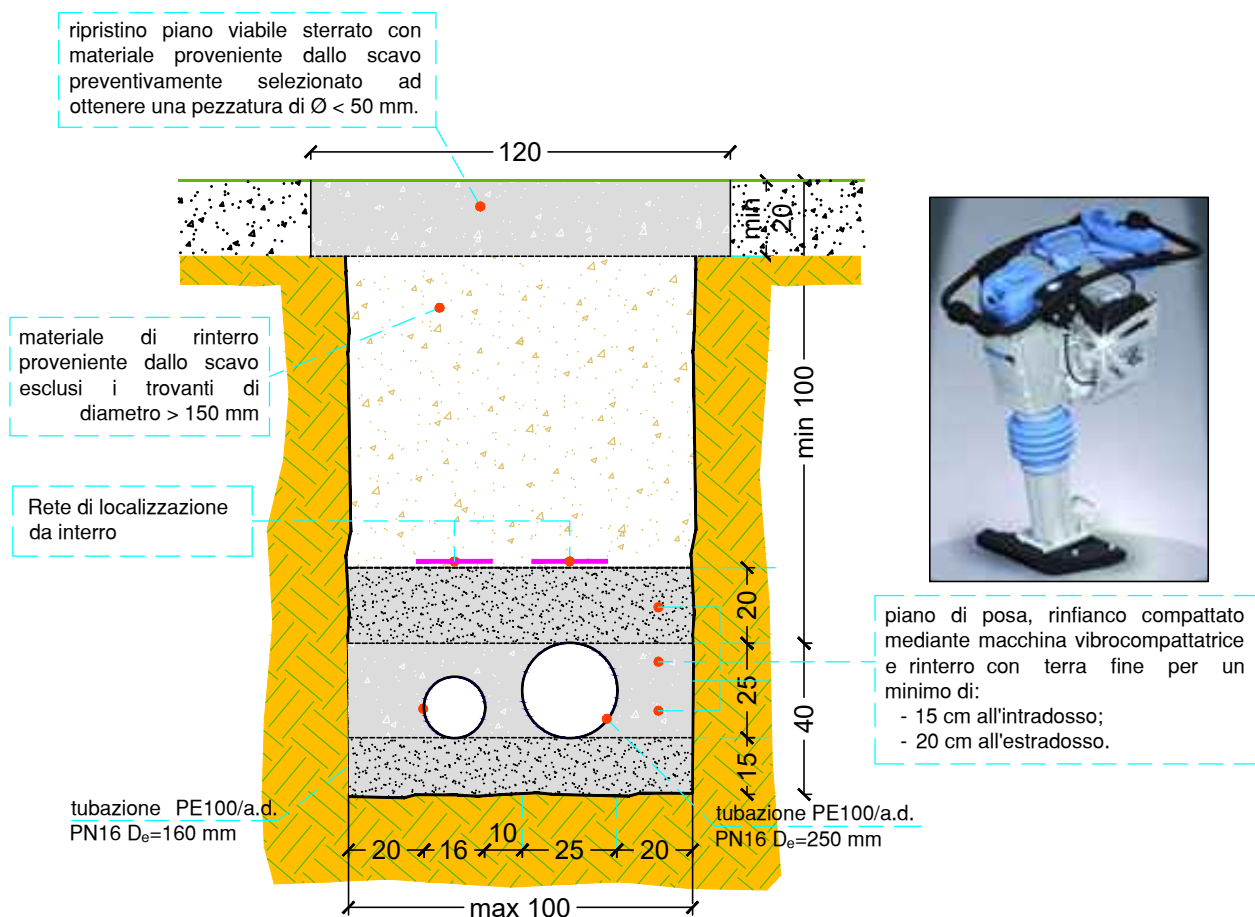 ripristino piano viabile sterrato con
materiale proveniente dallo scavo
preventivamente selezionato ad
ottenere una pezzatura di Ø < 50 mm.
120
min
20
materiale di rinterro
proveniente dallo scavo
esclusi i trovanti di
diametro > 150 mm
min 100
Rete di localizzazione
da interro
20
25
40
15
piano di posa, rinfianco compattato
mediante macchina vibrocompattatrice
e rinterro con terra fine per un
minimo di:
- 15 cm all'intradosso;
- 20 cm all'estradosso.
tubazione PE100/a.d.
PN16 Dₑ=160 mm
tubazione PE100/a.d.
PN16 Dₑ=250 mm
20 16 10 25 20
max 100